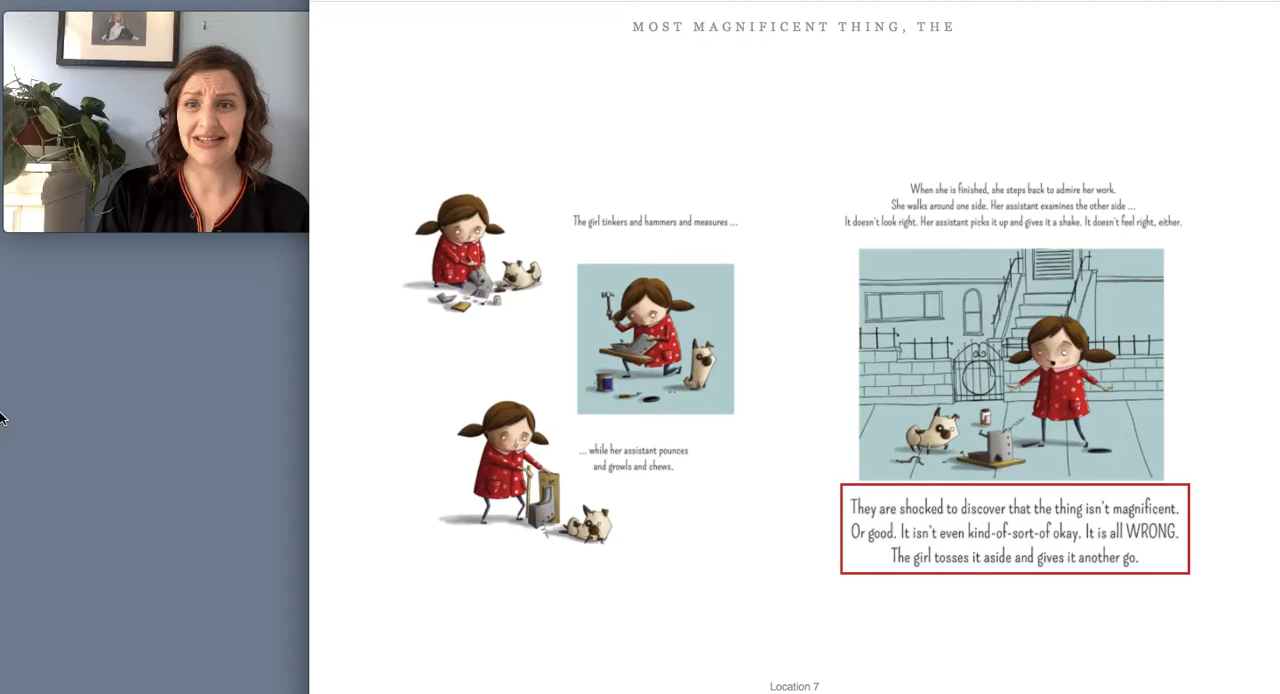 MOST MAGNIFICENT THING, THE
The girl tinkers and hammers and measures ...
... while her assistant pounces
and growls and chews.
When she is finished, she steps back to admire her work.
She walks around one side. Her assistant examines the other side ...
It doesn't look right. Her assistant picks it up and gives it a shake. It doesn't feel right, either.
They are shocked to discover that the thing isn't magnificent.
Or good. It isn't even kind-of-sort-of okay. It is all WRONG.
The girl tosses it aside and gives it another go.
Location 7